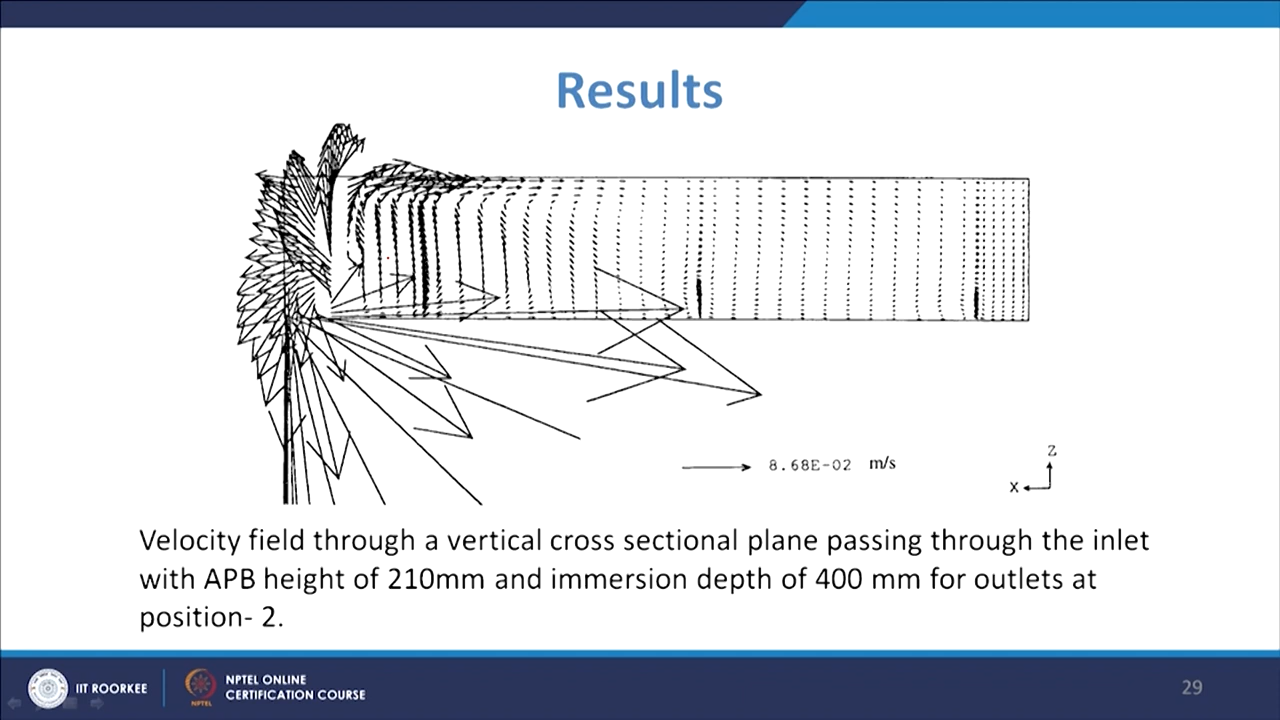 Results
8.68E-02 m/s
Z
X
Velocity field through a vertical cross sectional plane passing through the inlet
with APB height of 210mm and immersion depth of 400 mm for outlets at
position- 2.
IIT ROORKEE
NPTEL ONLINE
CERTIFICATION COURSE
NPTEL
29